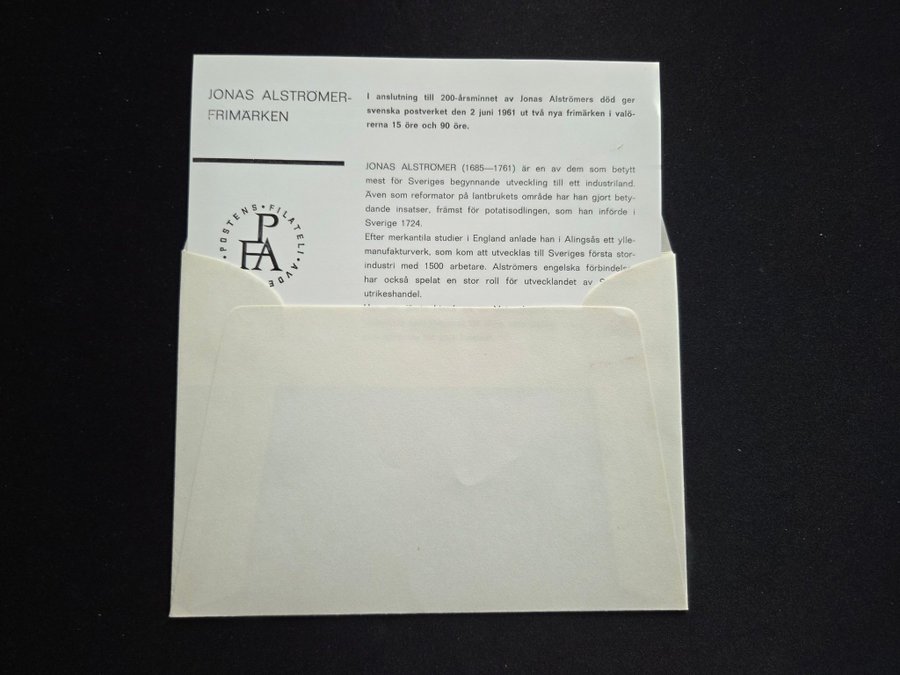 JONAS ALSTRÖMER-
FRIMÄRKEN
I anslutning till 200-årsminnet av Jonas Alströmers död ger
svenska postverket den 2 juni 1961 ut två nya frimärken i valö-
rerna 15 öre och 90 öre.
JONAS ALSTRÖMER (1685—1761) är en av dem som betytt
mest för Sveriges begynnande utveckling till ett industriland.
Även som reformator på lantbrukets område har han gjort bety-
dande insatser, främst för potatisodlingen, som han införde i
Sverige 1724.
Efter merkantila studier i England anlade han i Alingsås ett ylle-
manufakturverk, som kom att utvecklas till Sveriges första stor-
industri med 1500 arbetare. Alströmers engelska
har också spelat en stor roll för utvecklandet av
utrikeshandel.
POSTENS • FILATELI • AVDE
PFA